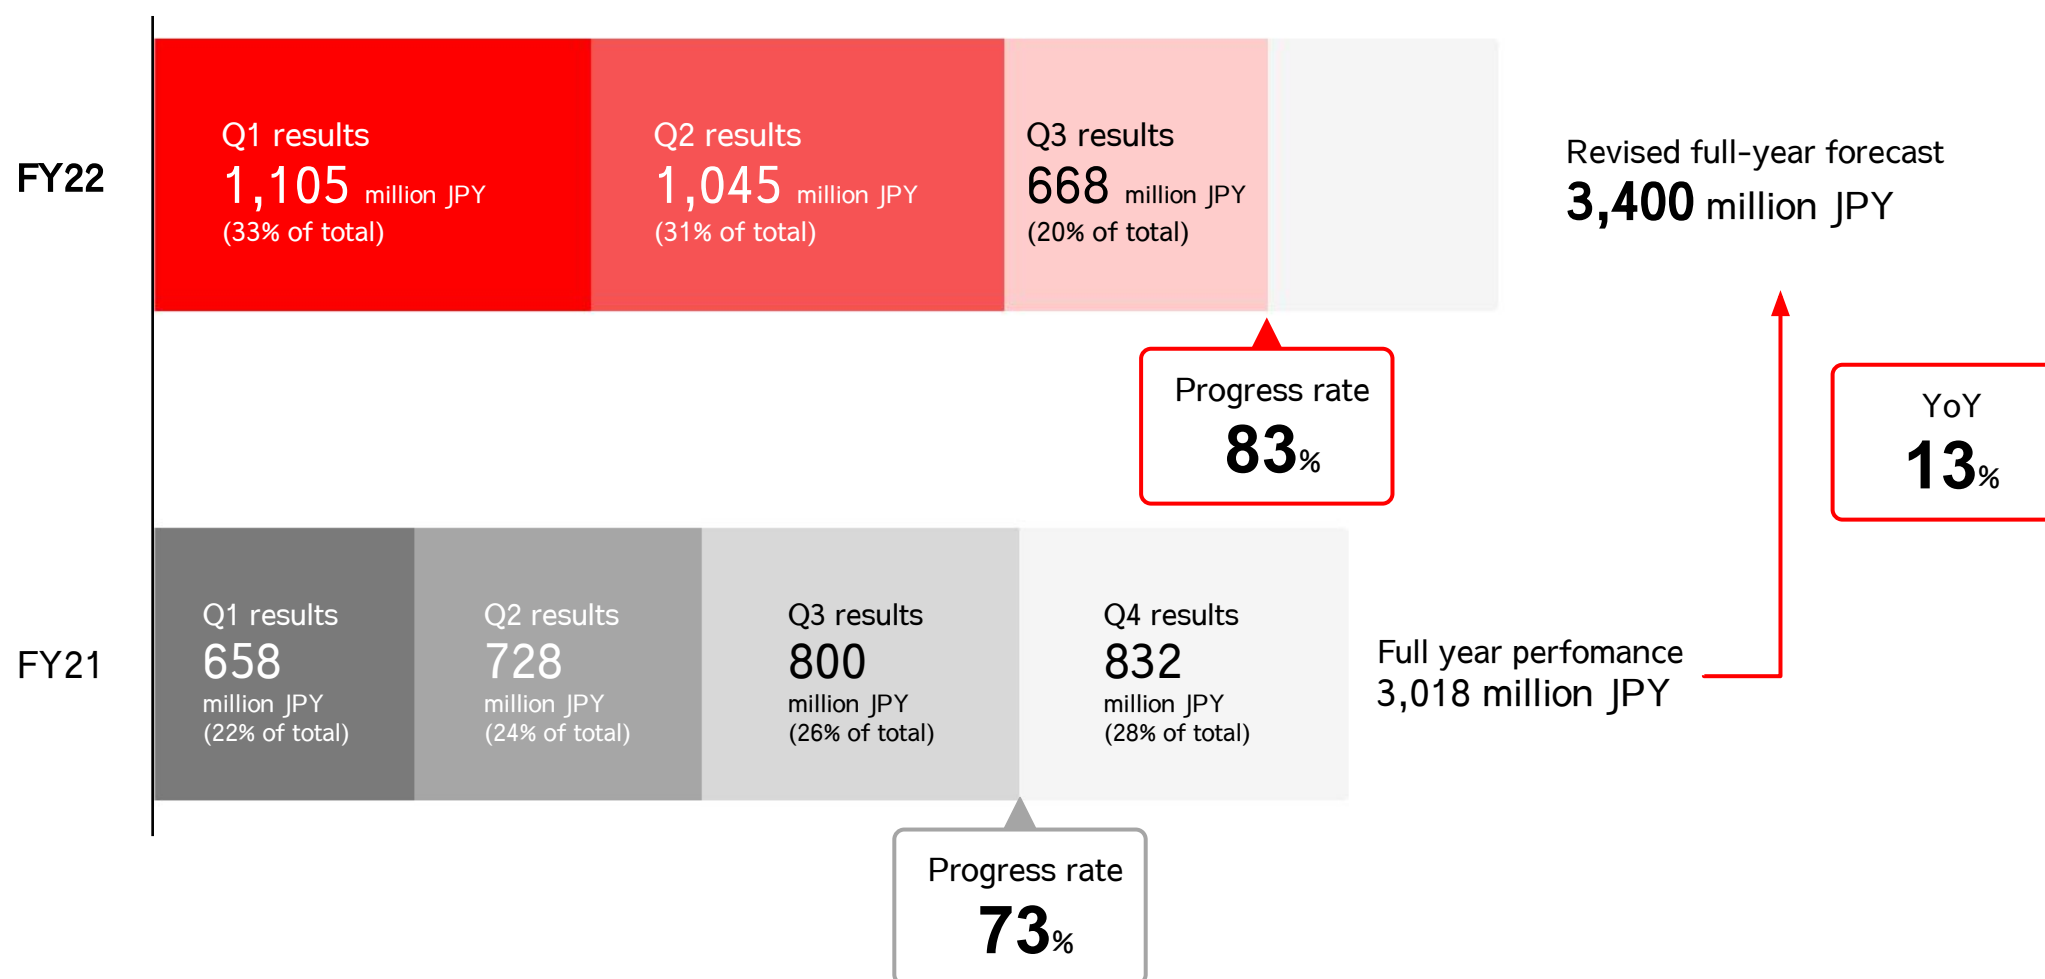 FY22
Q1 results
1,105 million JPY
(33% of total)
Q2 results
1,045 million JPY
(31% of total)
Q3 results
668 million JPY
(20% of total)
Revised full-year forecast
3,400 million JPY
Progress rate
83%
YoY
13%
FY21
Q1 results
658
million JPY
(22% of total)
Q2 results
728
million JPY
(24% of total)
Q3 results
800
million JPY
(26% of total)
Q4 results
832
million JPY
(28% of total)
Full year perfomance
3,018 million JPY
Progress rate
73%